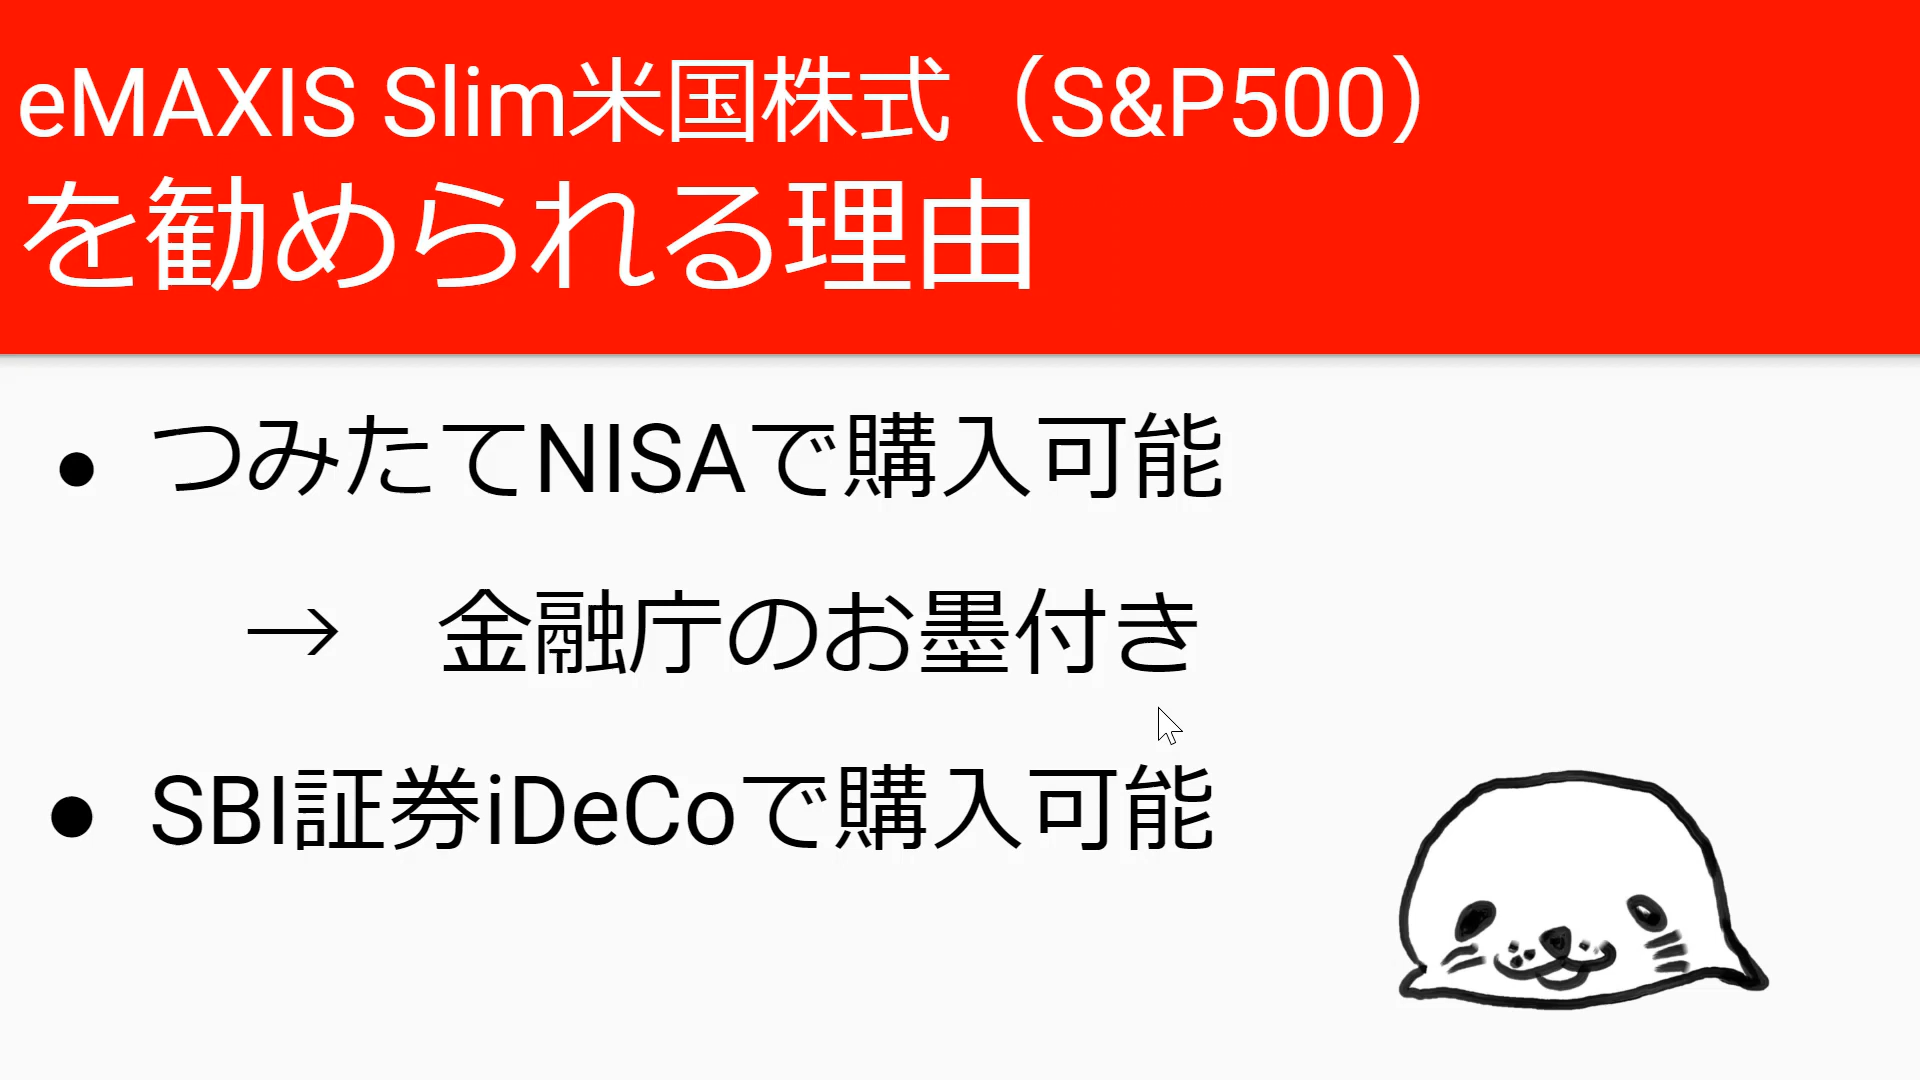 eMAXIS Slim米国株式（S&P500）
を勧められる理由
● つみたてNISAで購入可能
→　金融庁のお墨付き
● SBI証券iDeCoで購入可能